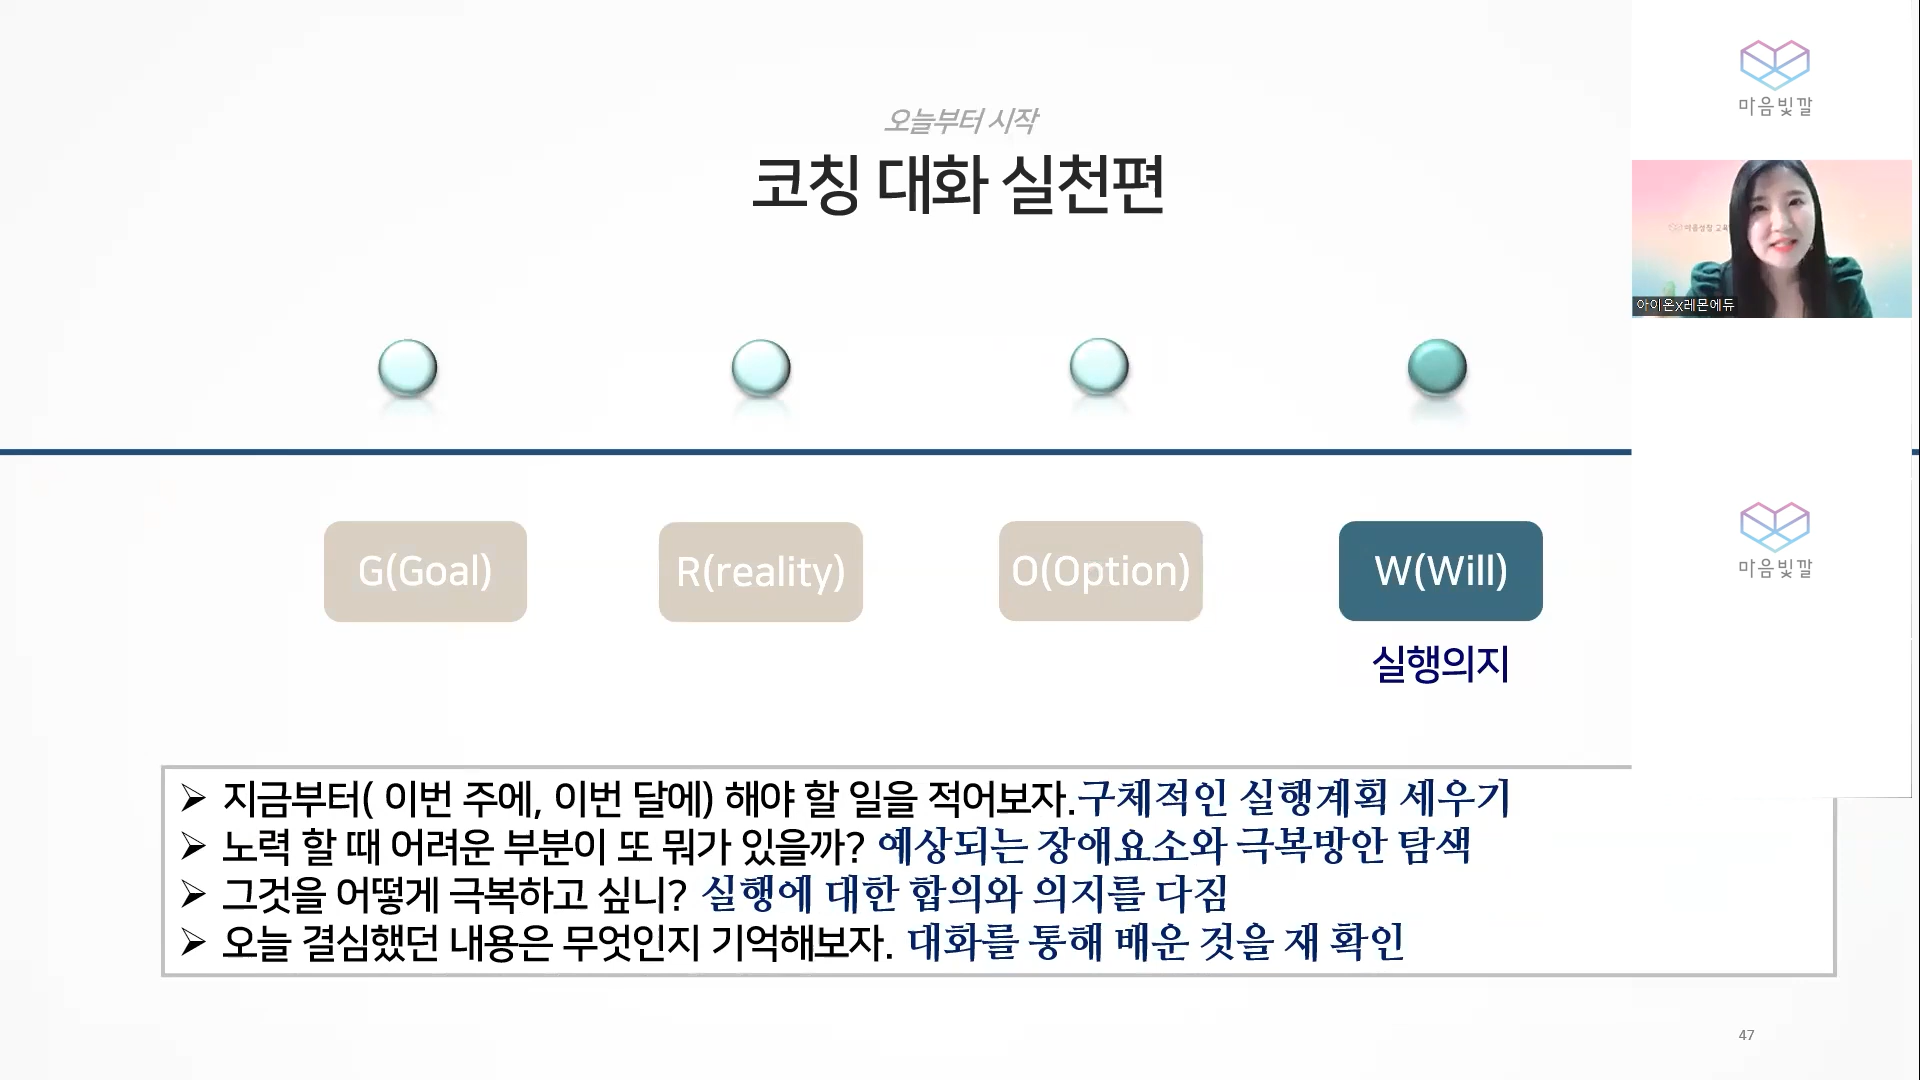 오늘부터 시작
코칭 대화 실천편
마음빛깔
아이온x레몬에듀
G(Goal)
R(reality)
O(Option)
W(Will)
실행의지
마음빛깔
➢ 지금부터( 이번 주에, 이번 달에) 해야 할 일을 적어보자.구체적인 실행계획 세우기
➢ 노력 할 때 어려운 부분이 또 뭐가 있을까? 예상되는 장애요소와 극복방안 탐색
➢ 그것을 어떻게 극복하고 싶니? 실행에 대한 합의와 의지를 다짐
➢ 오늘 결심했던 내용은 무엇인지 기억해보자. 대화를 통해 배운 것을 재 확인
47